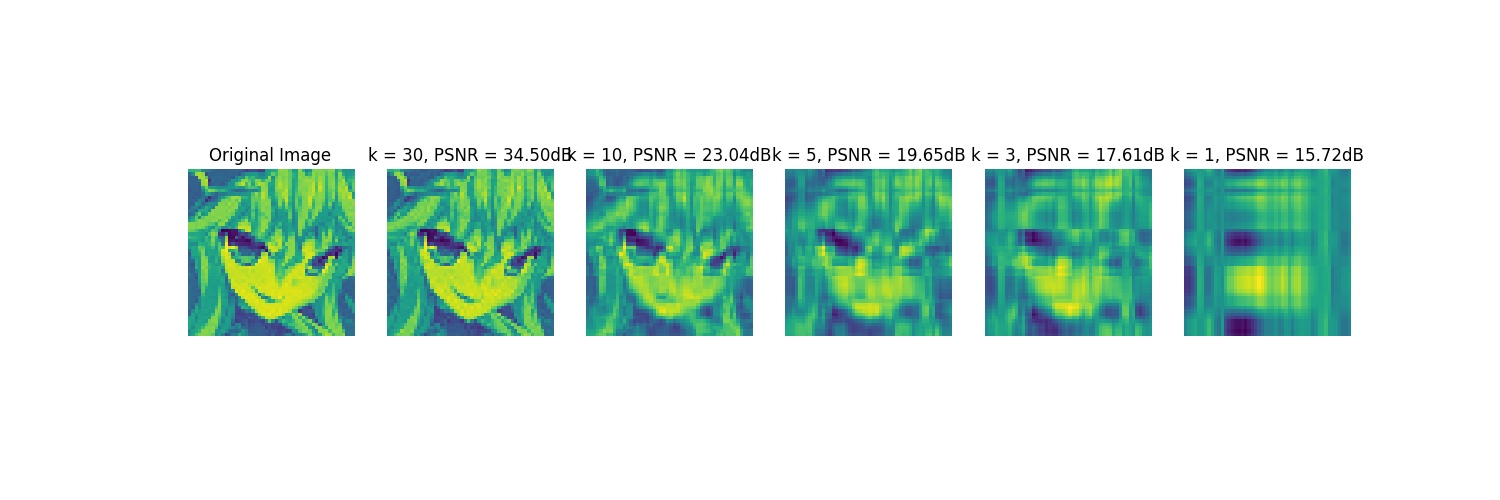 Original Image
k = 30, PSNR = 34.50dB
k = 10, PSNR = 23.04dB
k = 5, PSNR = 19.65dB
k = 3, PSNR = 17.61dB
k = 1, PSNR = 15.72dB